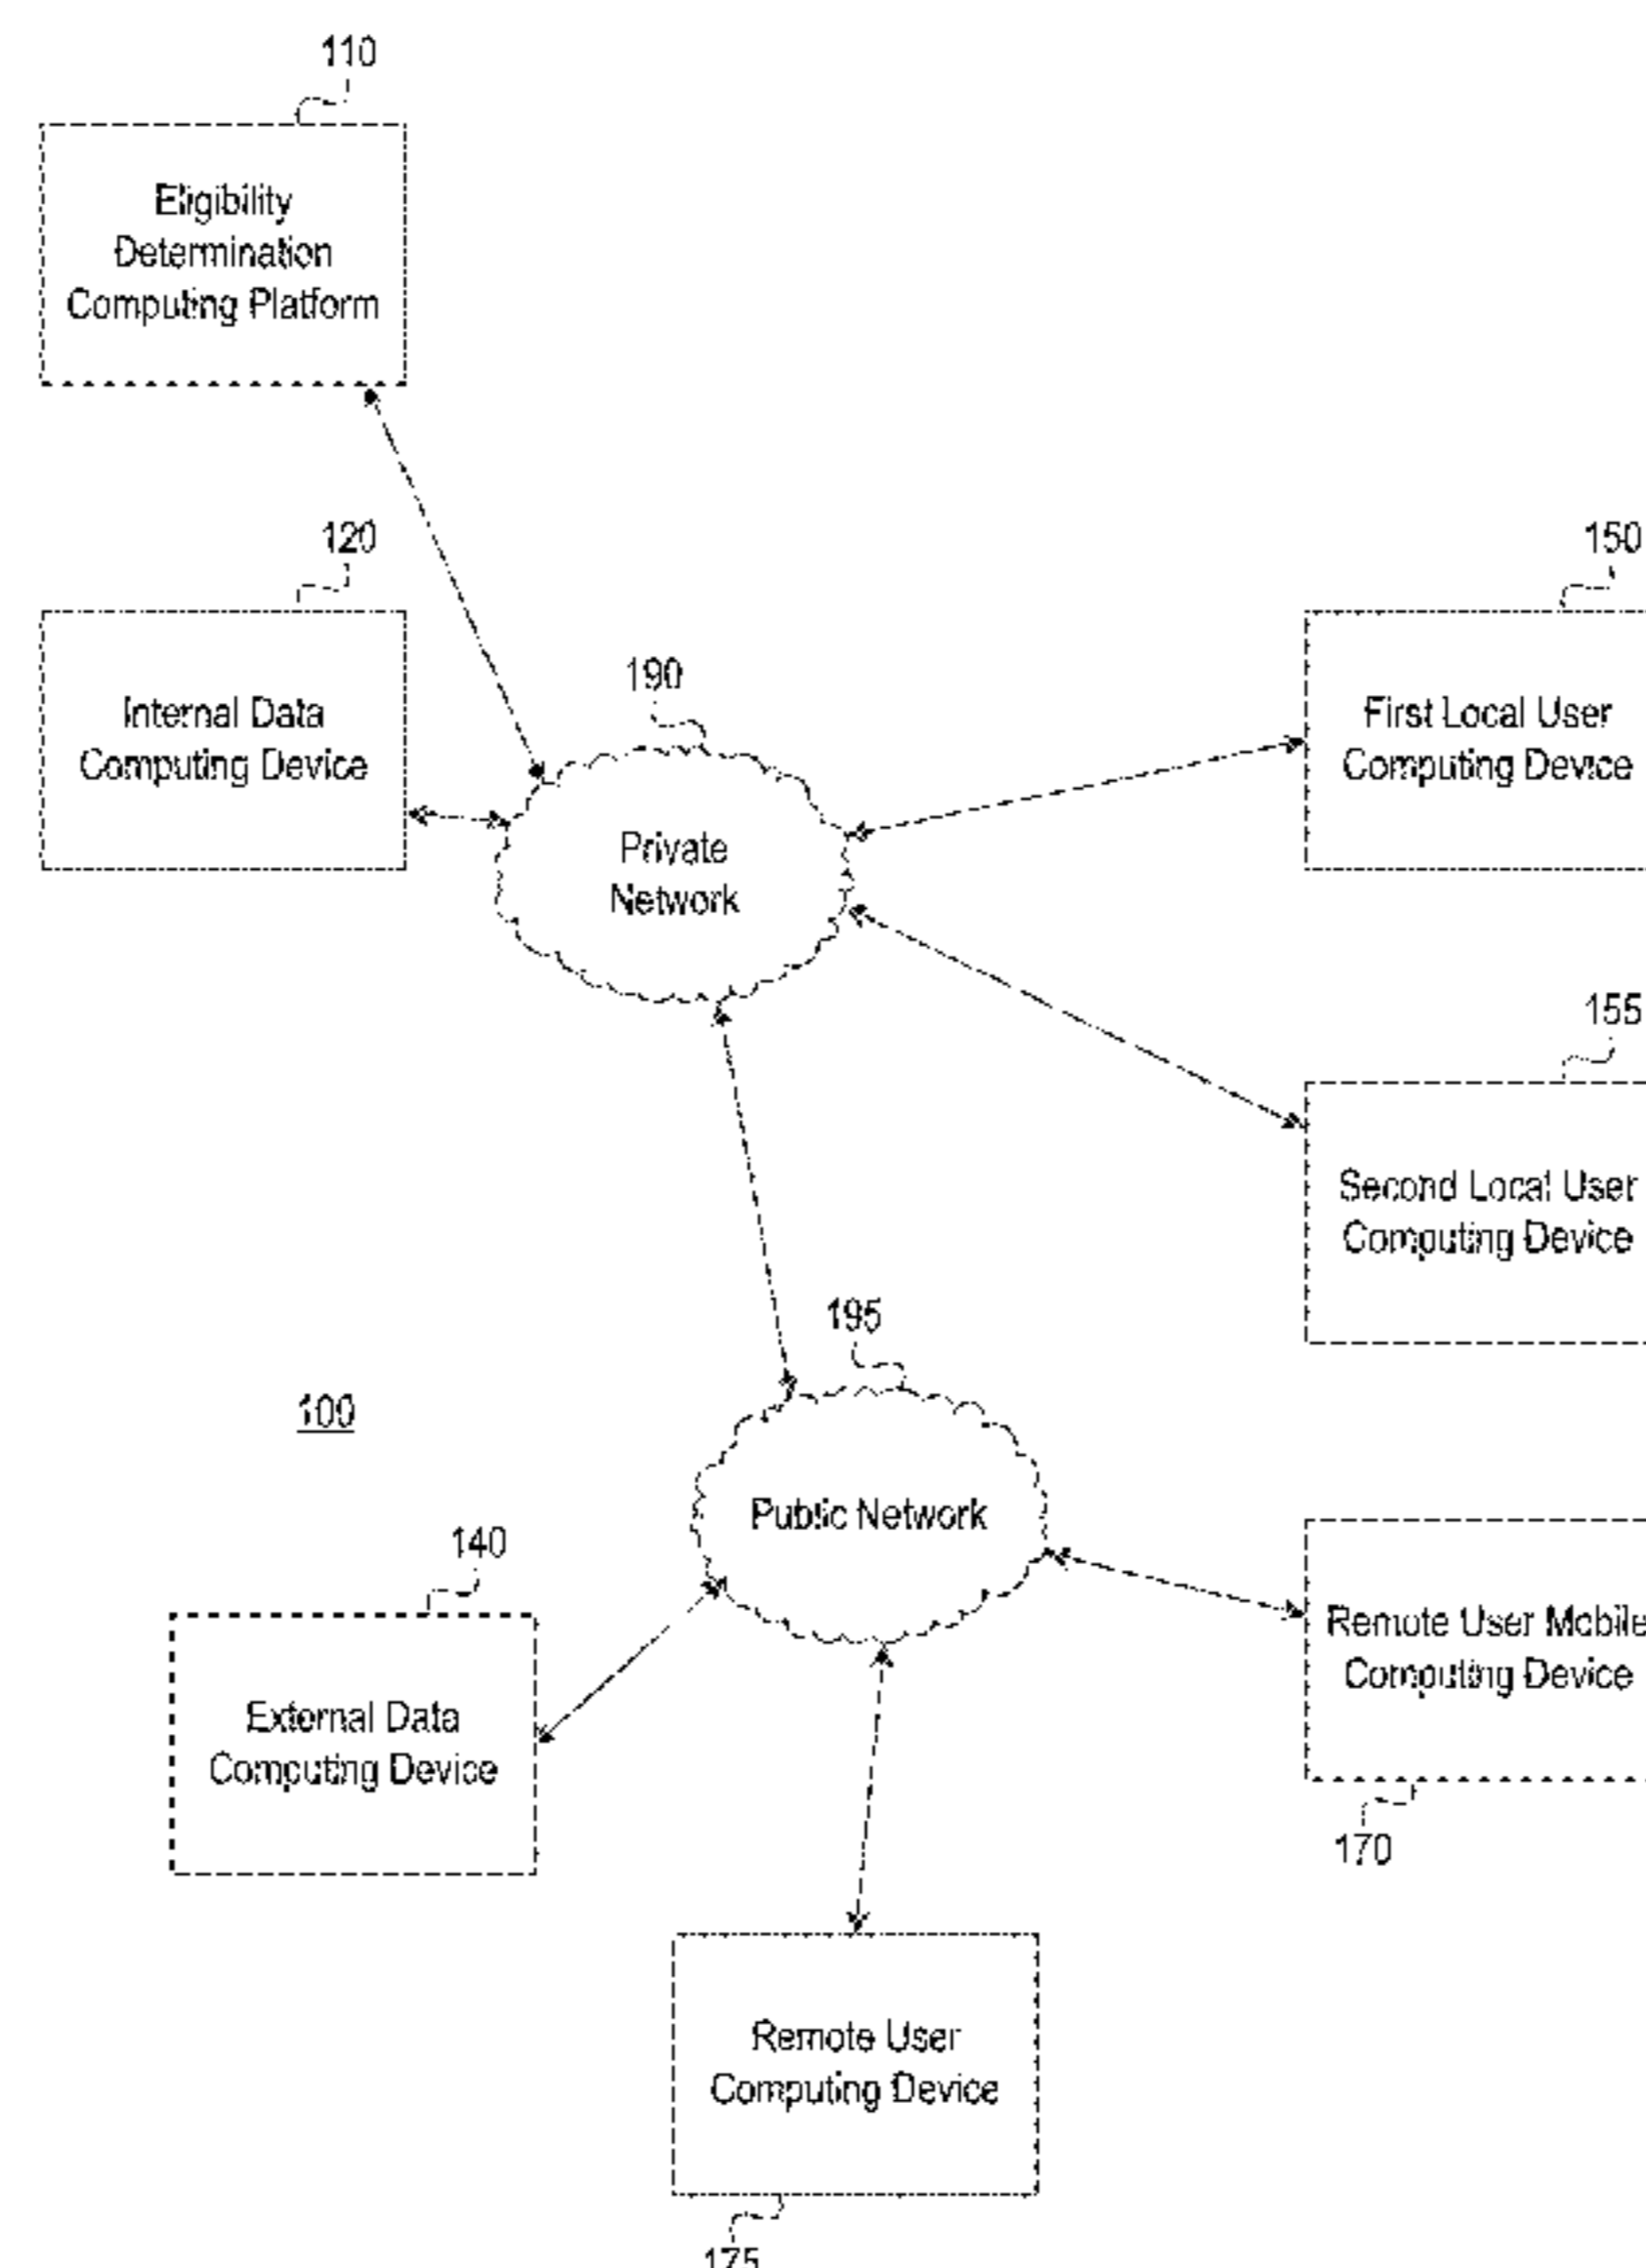 110
Eligibility
Determination
Computing Platform
120
Internal Data
Computing Device
190
Private
Network
150
First Local User
Computing Device
155
Second Local User
Computing Device
195
Public Network
100
140
External Data
Computing Device
Remote User Mobile
Computing Device
170
Remote User
Computing Device
175